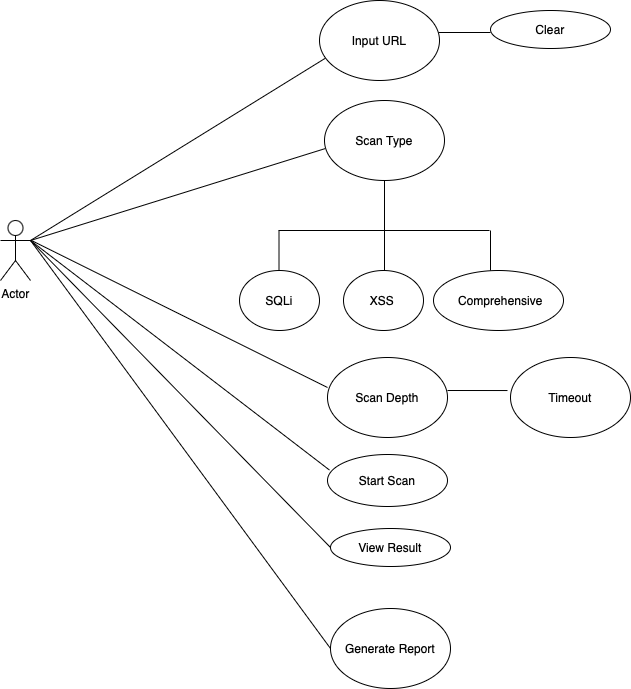 Input URL
Clear
Scan Type
Actor
SQLi
XSS
Comprehensive
Scan Depth
Timeout
Start Scan
View Result
Generate Report